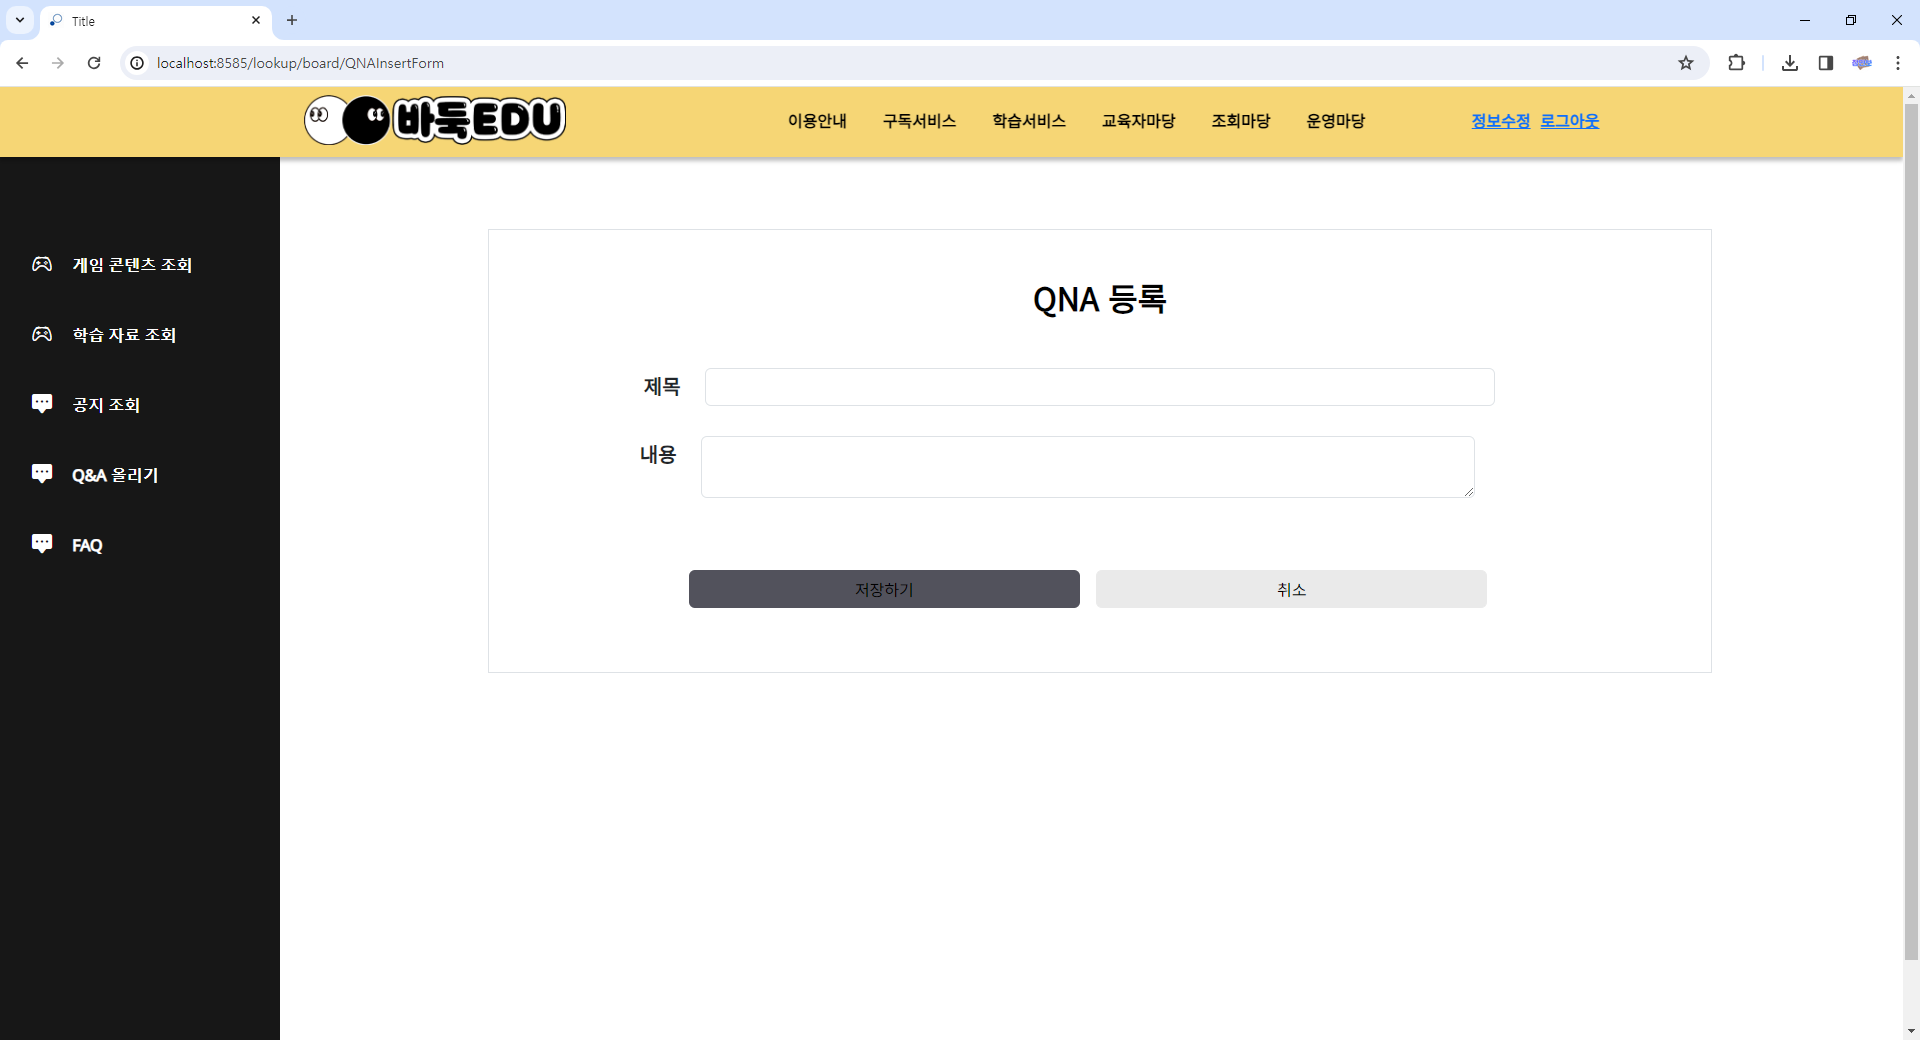 Title
localhost:8585/lookup/board/QNAInsertForm
바둑EDU
이용안내 구독서비스 학습서비스 교육자마당 조회마당 운영마당 정보수정 로그아웃
게임 콘텐츠 조회
학습 자료 조회
공지 조회
Q&A 올리기
FAQ
QNA 등록
제목
내용
저장하기 취소